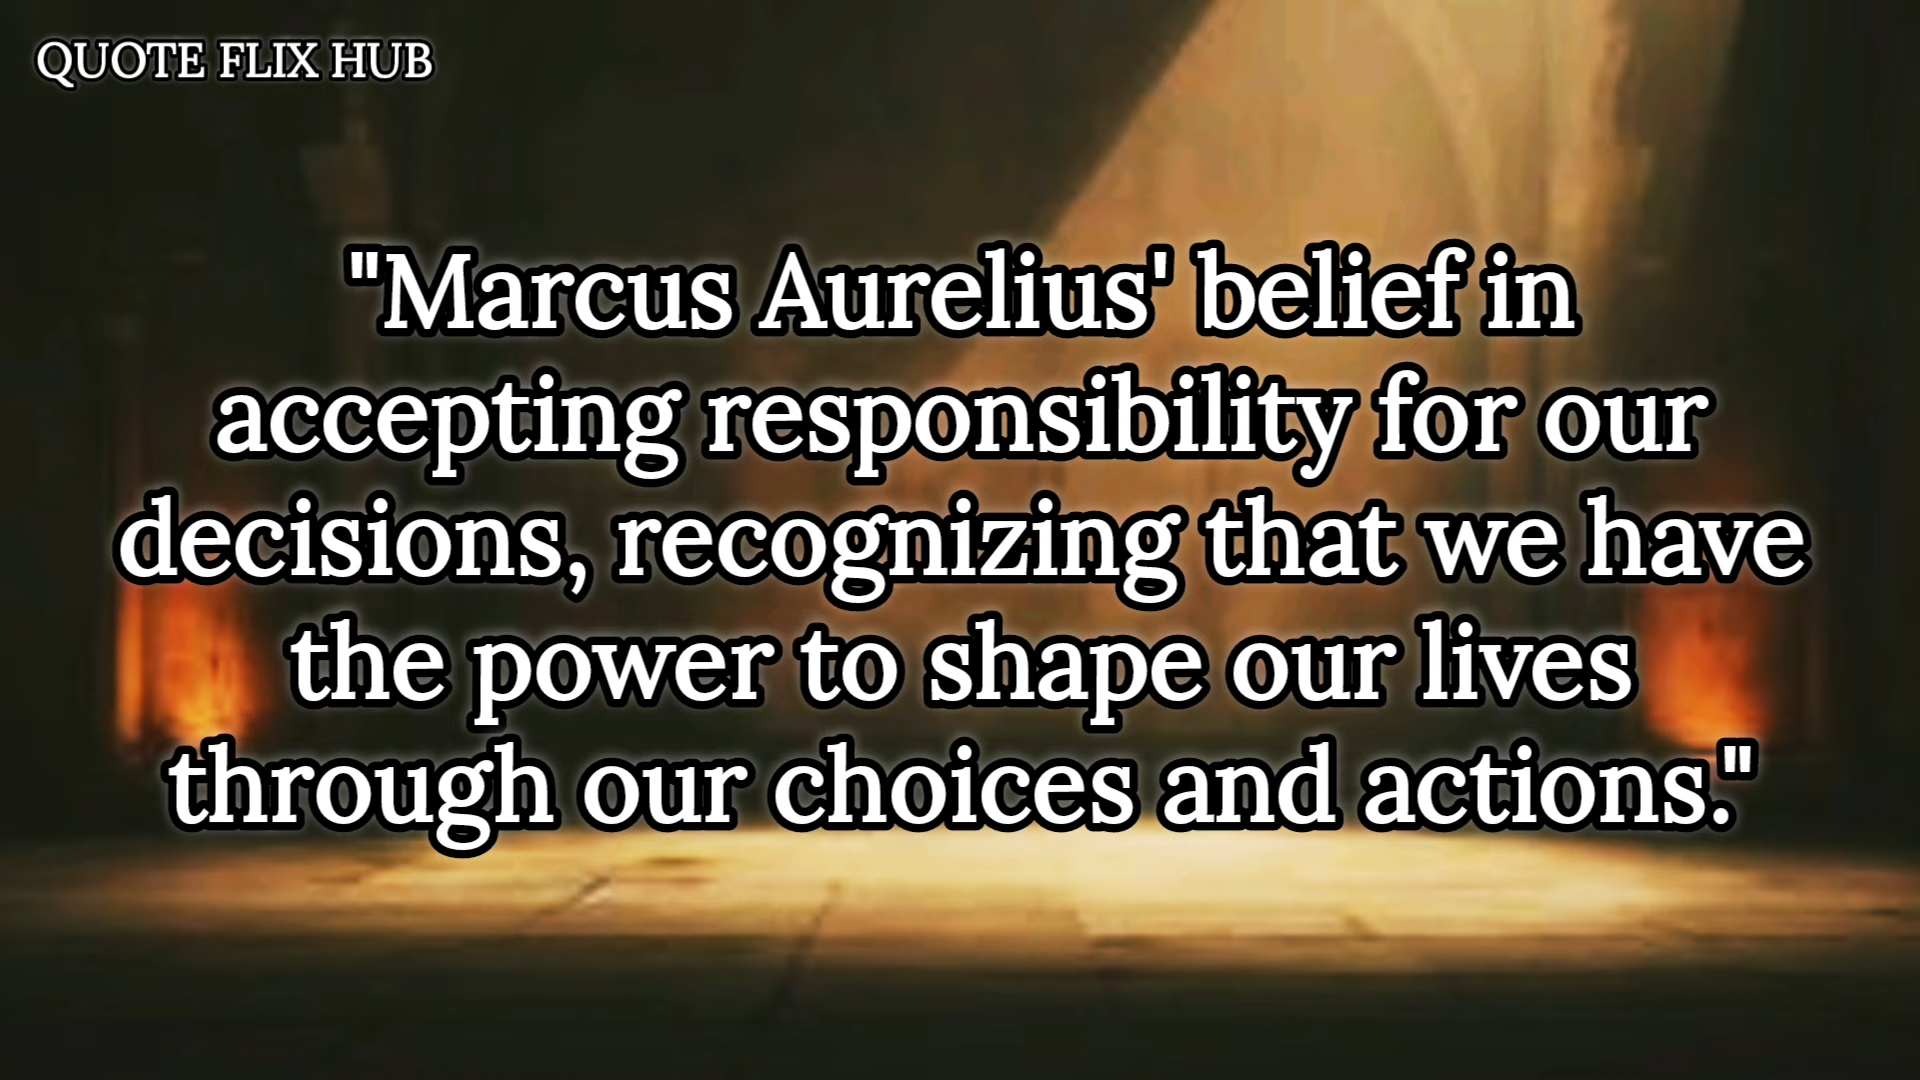 QUOTE FLIX HUB
"Marcus Aurelius' belief in
accepting responsibility for our
decisions, recognizing that we have
the power to shape our lives
through our choices and actions."